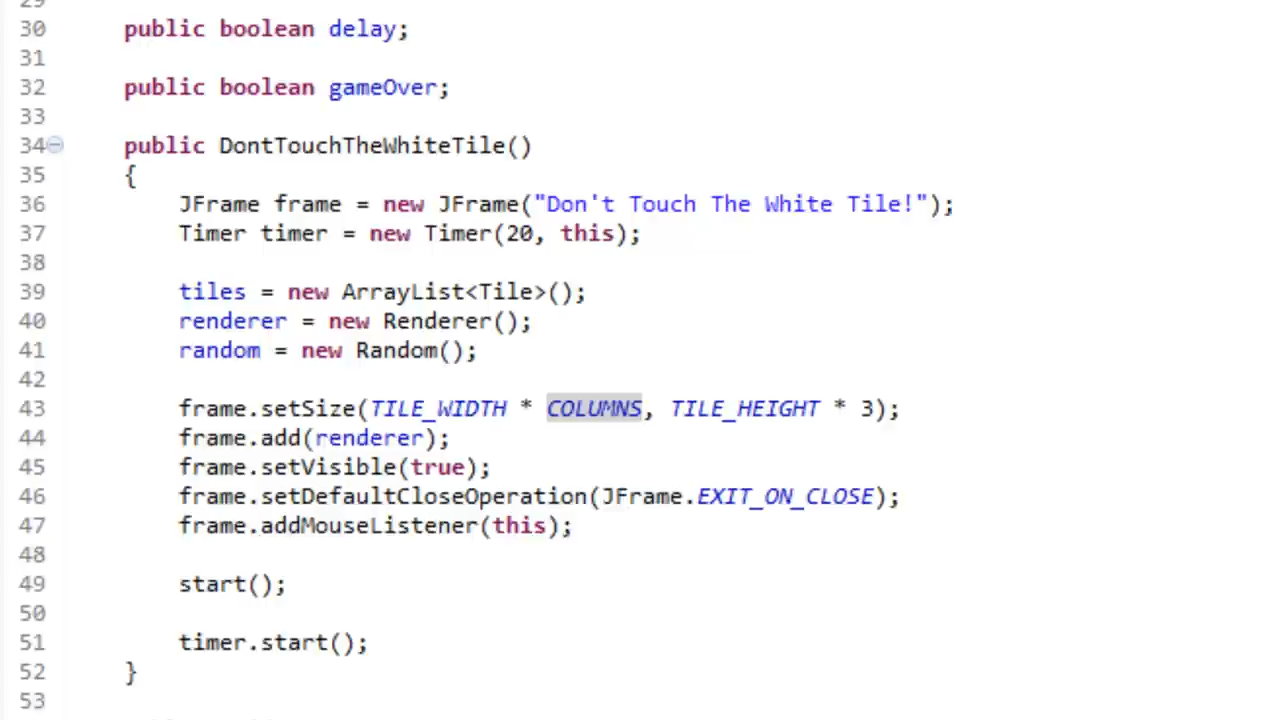 29
30 public boolean delay;
31
32 public boolean gameOver;
33
34 public DontTouchTheWhiteTile()
35 {
36 JFrame frame = new JFrame("Don't Touch The White Tile!");
37 Timer timer = new Timer(20, this);
38
39 tiles = new ArrayList<Tile>();
40 renderer = new Renderer();
41 random = new Random();
42
43 frame.setSize(TILE_WIDTH * COLUMNS, TILE_HEIGHT * 3);
44 frame.add(renderer);
45 frame.setVisible(true);
46 frame.setDefaultCloseOperation(JFrame.EXIT_ON_CLOSE);
47 frame.addMouseListener(this);
48
49 start();
50
51 timer.start();
52 }
53